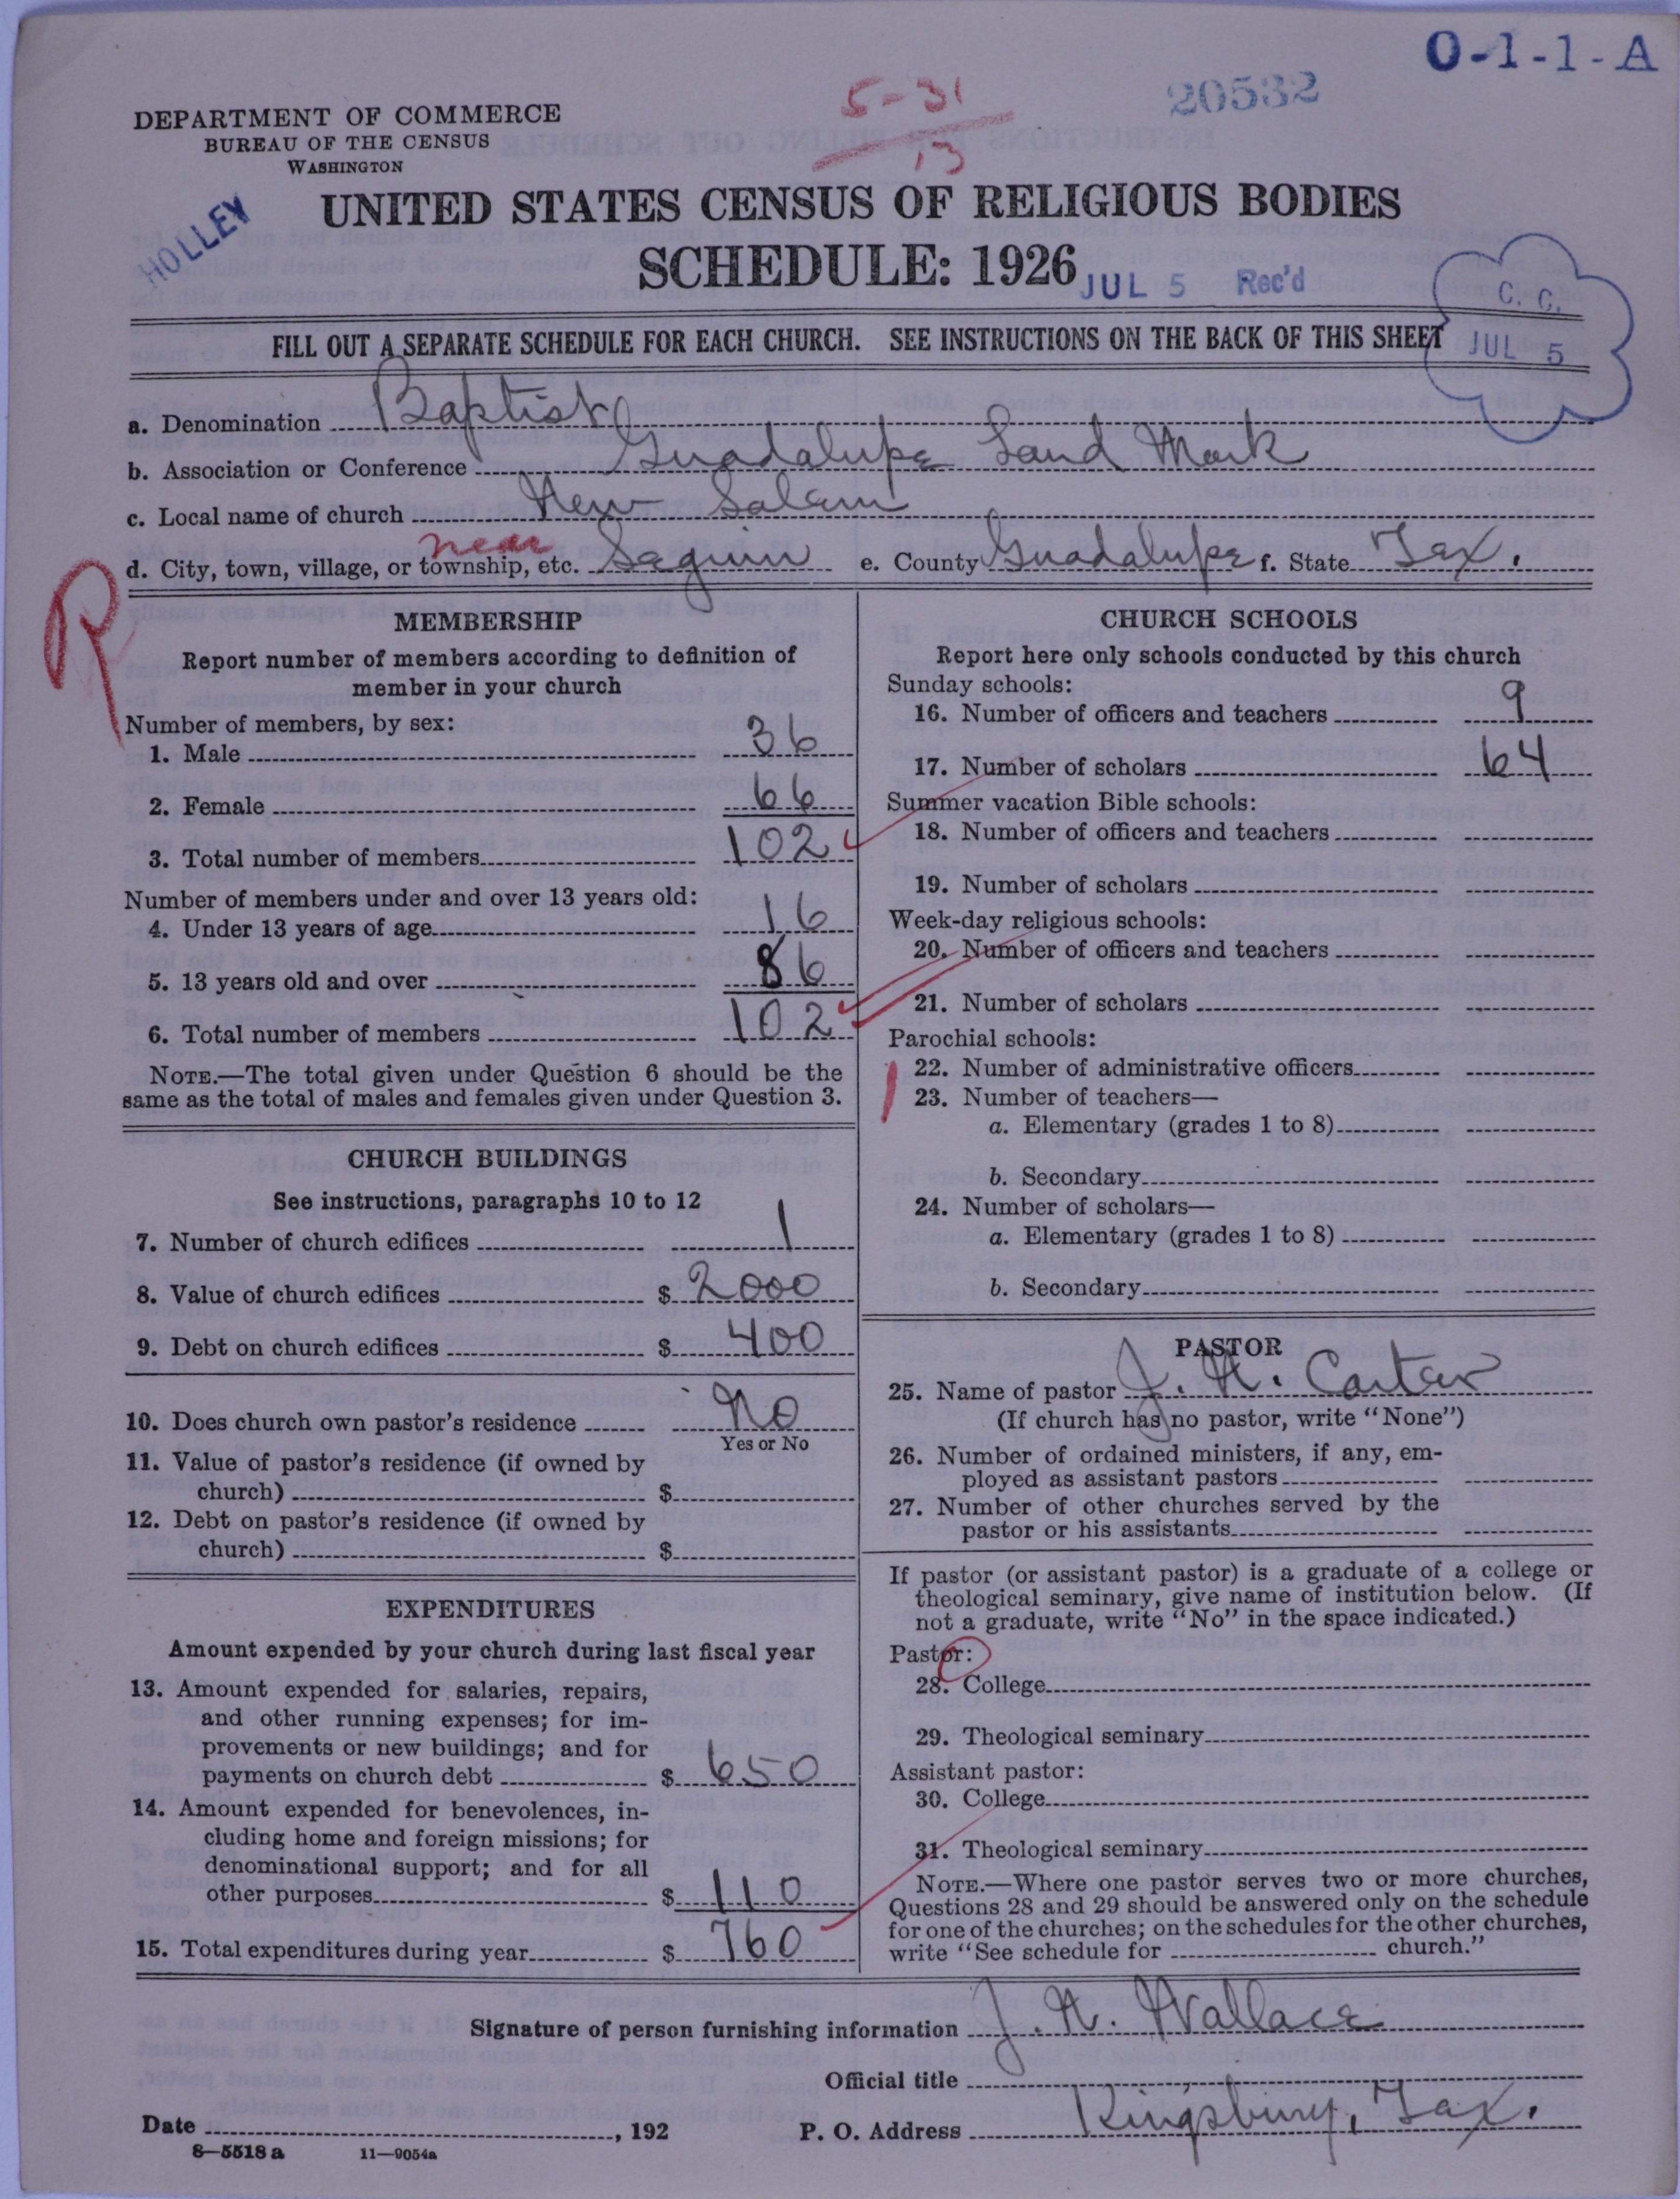 O-1-1-A
5-31
13
20532
DEPARTMENT OF COMMERCE
BUREAU OF THE CENSUS
WASHINGTON
HOLLEY
UNITED STATES CENSUS OF RELIGIOUS BODIES
SCHEDULE: 1926
JUL 5 Rec'd
C. C.
JUL 5
FILL OUT A SEPARATE SCHEDULE FOR EACH CHURCH. SEE INSTRUCTIONS ON THE BACK OF THIS SHEET
a. Denomination Baptist
b. Association or Conference Guadalupe Land Mark
c. Local name of church New Salem
d. City, town, village, or township, etc. near Seguin e. County Guadalupe f. State Tex.
R
MEMBERSHIP
Report number of members according to definition of
member in your church
Number of members, by sex:
1. Male 36
2. Female 66
3. Total number of members 102
Number of members under and over 13 years old:
4. Under 13 years of age 16
5. 13 years old and over 86
6. Total number of members 102
NOTE.—The total given under Question 6 should be the
same as the total of males and females given under Question 3.
CHURCH BUILDINGS
See instructions, paragraphs 10 to 12
7. Number of church edifices 1
8. Value of church edifices $ 2000
9. Debt on church edifices $ 400
10. Does church own pastor's residence No
Yes or No
11. Value of pastor's residence (if owned by
church) $
12. Debt on pastor's residence (if owned by
church) $
EXPENDITURES
Amount expended by your church during last fiscal year
13. Amount expended for salaries, repairs,
and other running expenses; for im-
provements or new buildings; and for
payments on church debt $ 650
14. Amount expended for benevolences, in-
cluding home and foreign missions; for
denominational support; and for all
other purposes $ 110
15. Total expenditures during year $ 760
CHURCH SCHOOLS
Report here only schools conducted by this church
Sunday schools:
16. Number of officers and teachers 9
17. Number of scholars 64
Summer vacation Bible schools:
18. Number of officers and teachers
19. Number of scholars
Week-day religious schools:
20. Number of officers and teachers
21. Number of scholars
Parochial schools:
22. Number of administrative officers
23. Number of teachers—
a. Elementary (grades 1 to 8)
b. Secondary
24. Number of scholars—
a. Elementary (grades 1 to 8)
b. Secondary
PASTOR
25. Name of pastor J. H. Carter
(If church has no pastor, write "None")
26. Number of ordained ministers, if any, em-
ployed as assistant pastors
27. Number of other churches served by the
pastor or his assistants
If pastor (or assistant pastor) is a graduate of a college or
theological seminary, give name of institution below. (If
not a graduate, write "No" in the space indicated.)
Pastor:
28. College
29. Theological seminary
Assistant pastor:
30. College
31. Theological seminary
NOTE.—Where one pastor serves two or more churches,
Questions 28 and 29 should be answered only on the schedule
for one of the churches; on the schedules for the other churches,
write "See schedule for church."
Signature of person furnishing information J. H. Wallace
Official title
Date , 192 P. O. Address Kingsbury, Tex.
8—5518 a 11—9054a